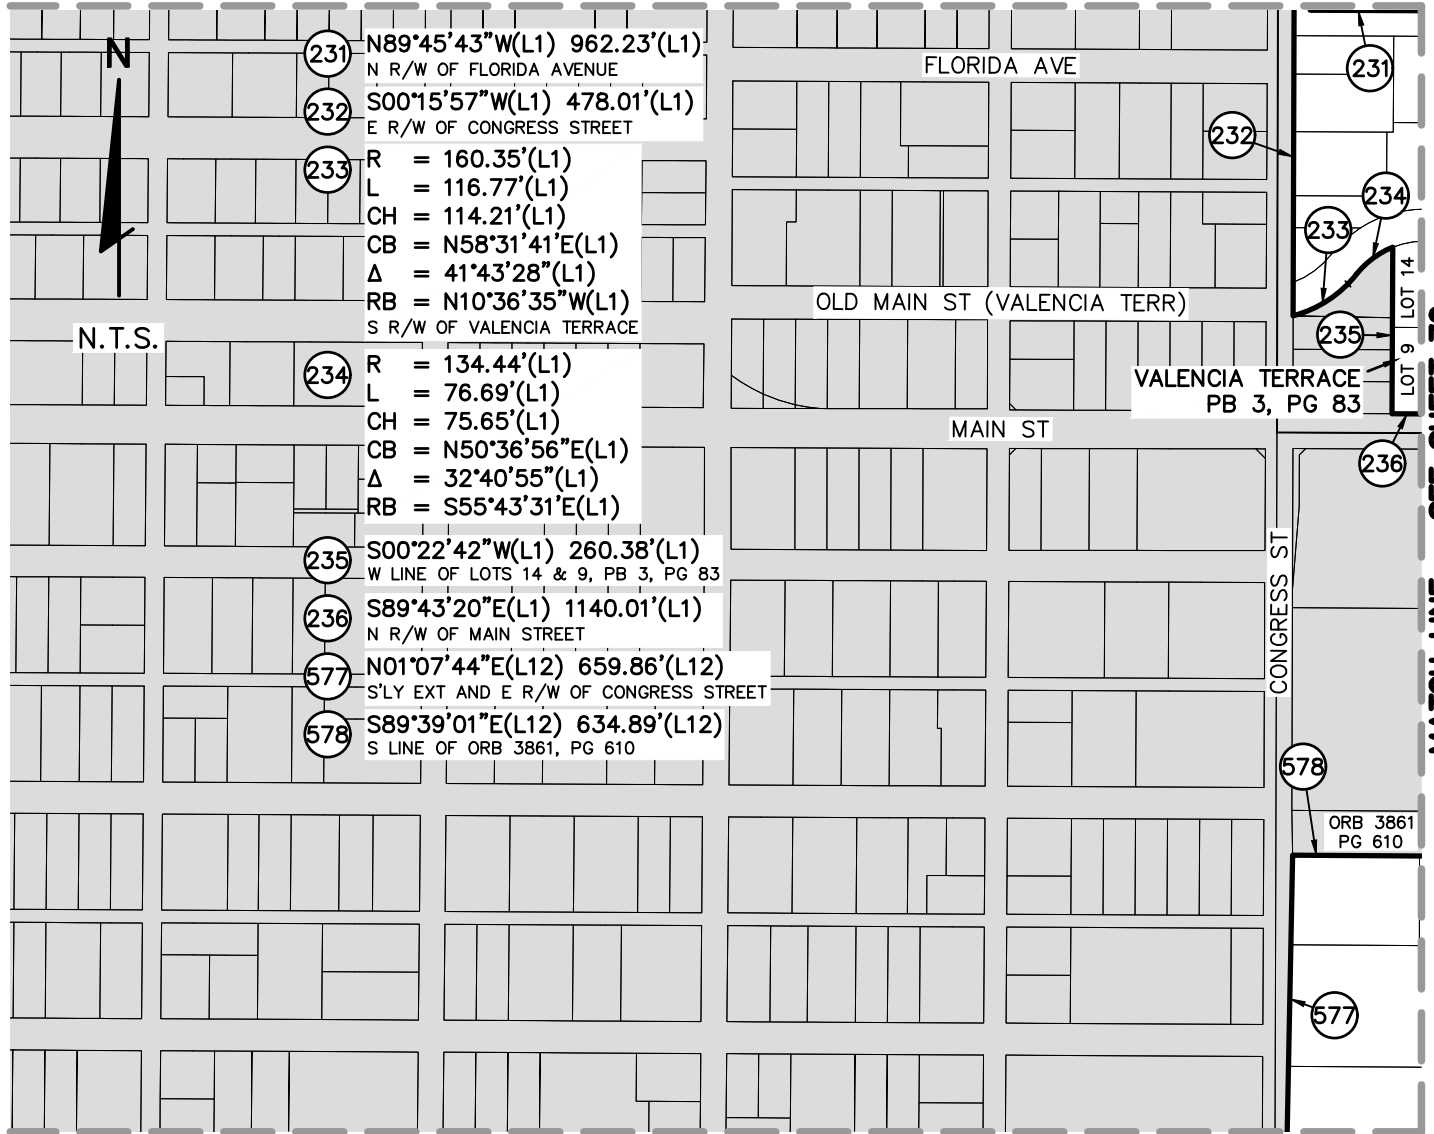 N
N.T.S.
231 N89°45'43"W(L1) 962.23'(L1)
N R/W OF FLORIDA AVENUE
232 S00°15'57"W(L1) 478.01'(L1)
E R/W OF CONGRESS STREET
233 R = 160.35'(L1)
L = 116.77'(L1)
CH = 114.21'(L1)
CB = N58°31'41'E(L1)
Δ = 41°43'28"(L1)
RB = N10°36'35"W(L1)
S R/W OF VALENCIA TERRACE
234 R = 134.44'(L1)
L = 76.69'(L1)
CH = 75.65'(L1)
CB = N50°36'56"E(L1)
Δ = 32°40'55"(L1)
RB = S55°43'31'E(L1)
235 S00°22'42"W(L1) 260.38'(L1)
W LINE OF LOTS 14 & 9, PB 3, PG 83
236 S89°43'20"E(L1) 1140.01'(L1)
N R/W OF MAIN STREET
577 N01°07'44"E(L12) 659.86'(L12)
S'LY EXT AND E R/W OF CONGRESS STREET
578 S89°39'01"E(L12) 634.89'(L12)
S LINE OF ORB 3861, PG 610
FLORIDA AVE
231
232
234
233
OLD MAIN ST (VALENCIA TERR)
LOT 14
235
LOT 9
VALENCIA TERRACE
PB 3, PG 83
MAIN ST
236
CONGRESS ST
578
ORB 3861
PG 610
577